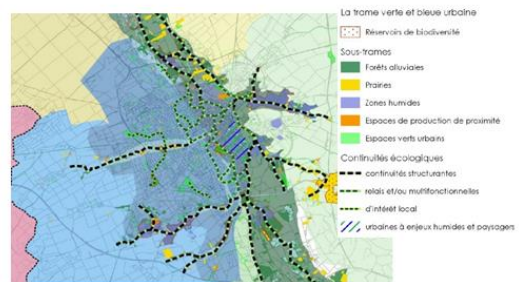 La trame verte et bleue urbaine
Réservoirs de biodiversité
Sous-trames
Forêts alluviales
Praines
Zones humides
Espaces de production de proximité
Espaces verts urbains
Continuités écologiques
continuités structurantes
relais et/ou multifonctionnelles
d'intérêt local
urbaines à enjeux humides et paysagers